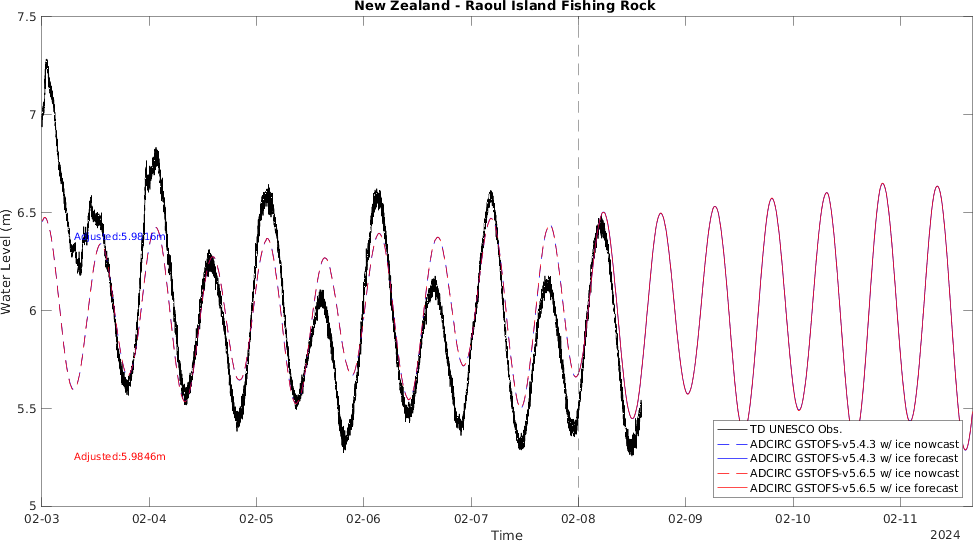 New Zealand - Raoul Island Fishing Rock
7.5
7
6.5
6
5.5
5
Water Level (m)
Adjusted:5.9816m
Adjusted:5.9846m
TD UNESCO Obs.
ADCIRC GSTOFS-v5.4.3 w/ ice nowcast
ADCIRC GSTOFS-v5.4.3 w/ ice forecast
ADCIRC GSTOFS-v5.6.5 w/ ice nowcast
ADCIRC GSTOFS-v5.6.5 w/ ice forecast
02-03 02-04 02-05 02-06 02-07 02-08 02-09 02-10 02-11
Time
2024